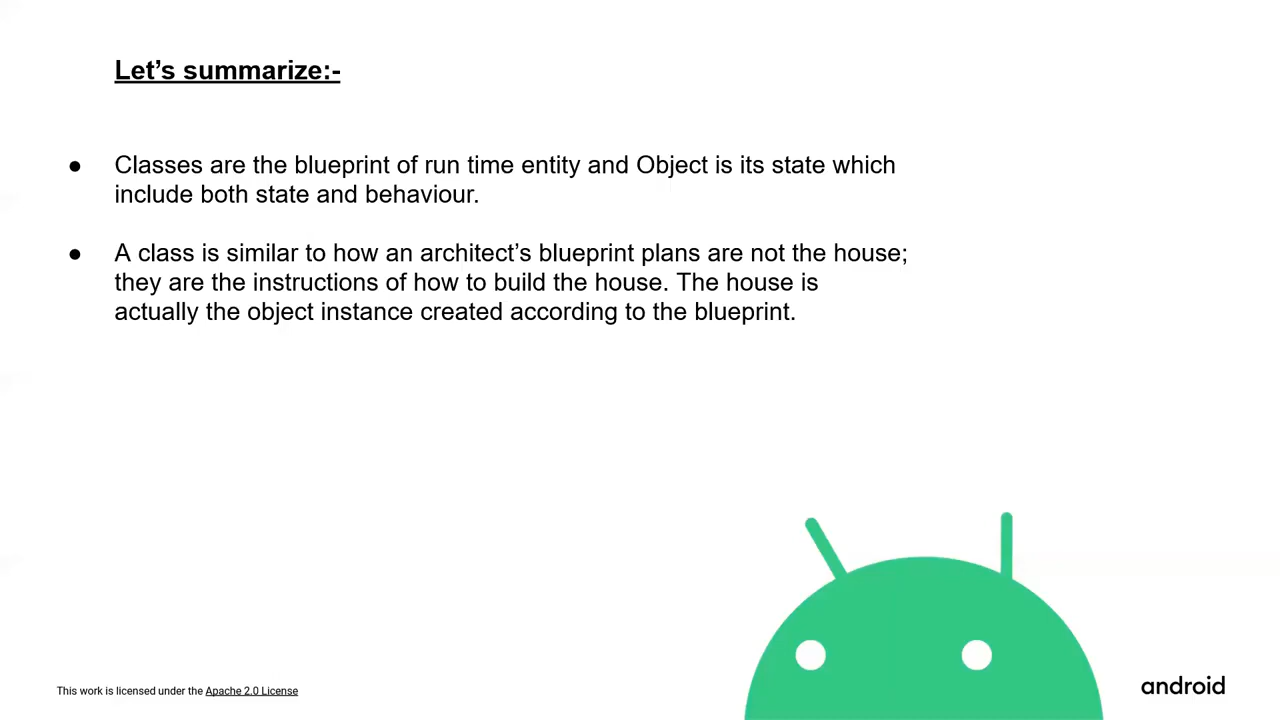 Let’s summarize:-
● Classes are the blueprint of run time entity and Object is its state which
include both state and behaviour.
● A class is similar to how an architect’s blueprint plans are not the house;
they are the instructions of how to build the house. The house is
actually the object instance created according to the blueprint.
This work is licensed under the Apache 2.0 License
android